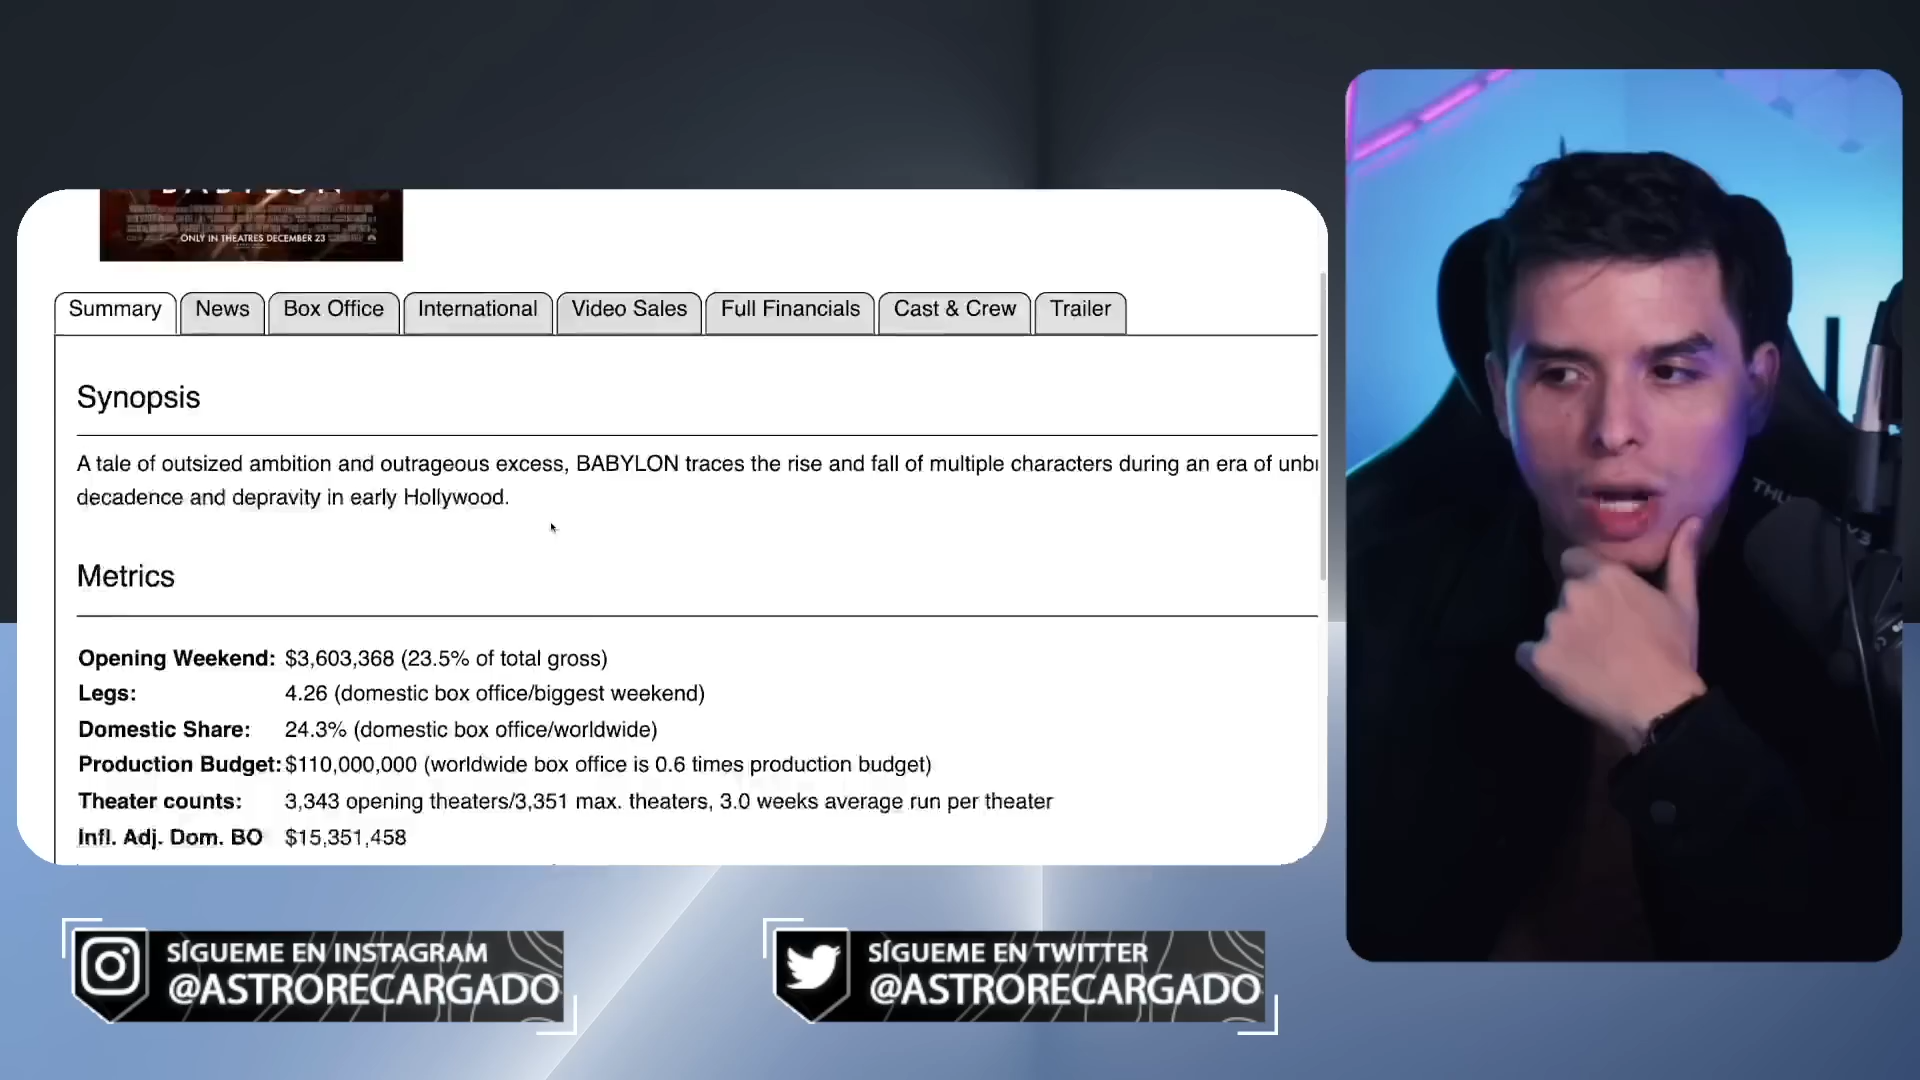 BABYLON
ONLY IN THEATRES DECEMBER 23
Summary
News
Box Office
International
Video Sales
Full Financials
Cast & Crew
Trailer
Synopsis
A tale of outsized ambition and outrageous excess, BABYLON traces the rise and fall of multiple characters during an era of
decadence and depravity in early Hollywood.
Metrics
Opening Weekend: $3,603,368 (23.5% of total gross)
Legs: 4.26 (domestic box office/biggest weekend)
Domestic Share: 24.3% (domestic box office/worldwide)
Production Budget: $110,000,000 (worldwide box office is 0.6 times production budget)
Theater counts: 3,343 opening theaters/3,351 max. theaters, 3.0 weeks average run per theater
Infl. Adj. Dom. BO $15,351,458
SÍGUEME EN INSTAGRAM
@ASTRORECARGADO
SÍGUEME EN TWITTER
@ASTRORECARGADO